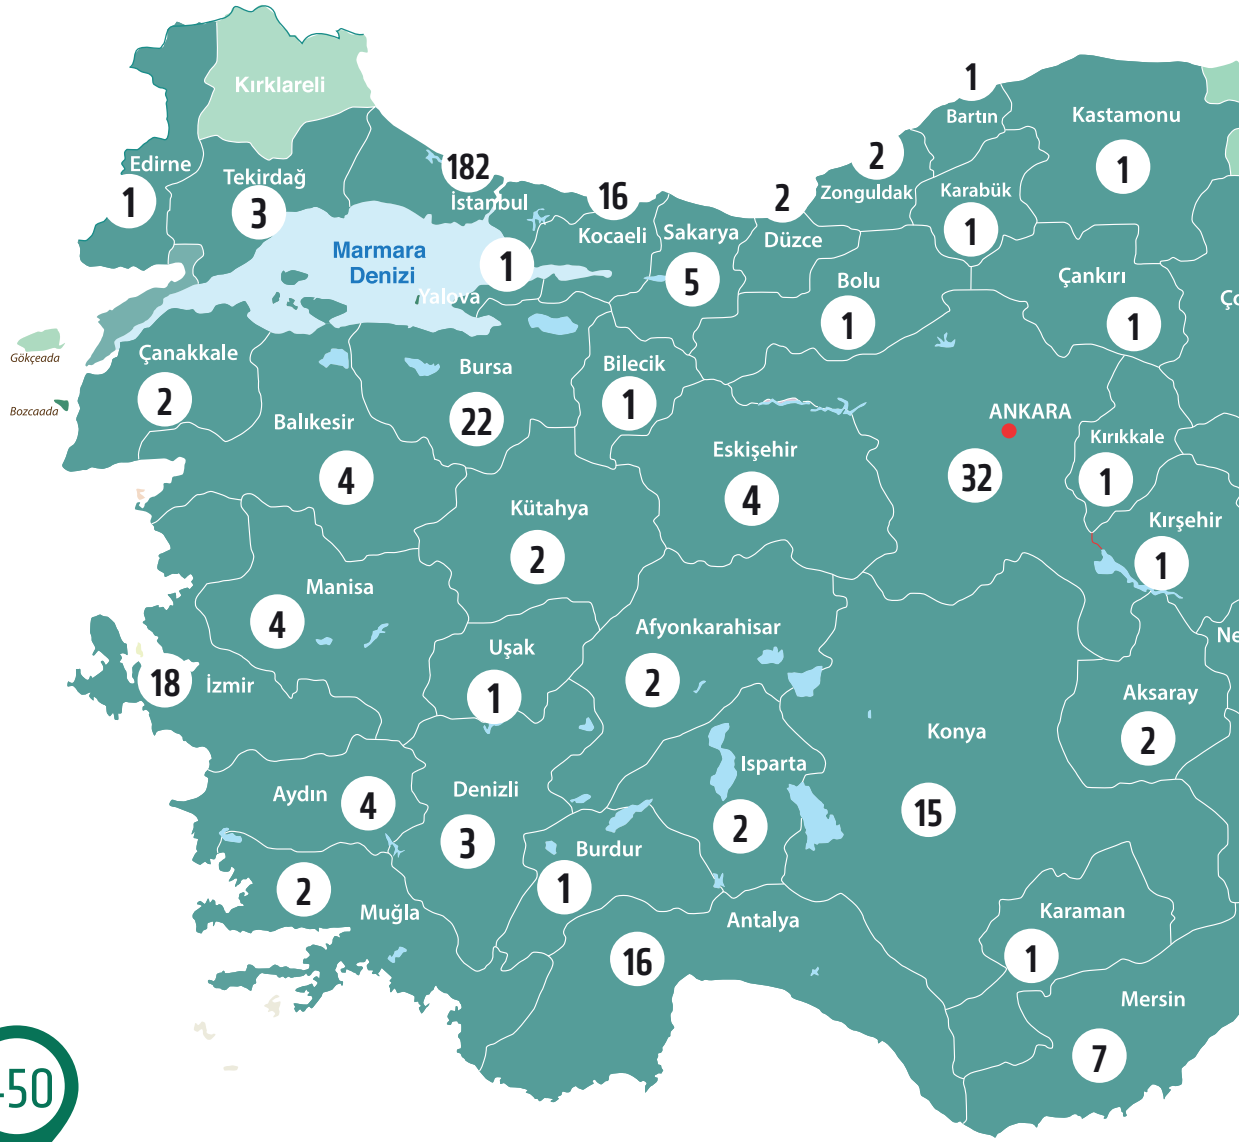 Kırklareli
1
Bartın
Kastamonu
1
Edirne
1
Tekirdağ
3
182
İstanbul
16
Kocaeli
Sakarya
5
2
Düzce
2
Zonguldak
Karabük
1
Marmara
Denizi
1
Yalova
Bolu
1
Çankırı
1
Gökçeada
Bozcaada
Çanakkale
2
Balıkesir
4
Bursa
22
Bilecik
1
Eskişehir
4
ANKARA
32
Kırıkkale
1
Kırşehir
1
Kütahya
2
Manisa
4
Uşak
1
Afyonkarahisar
2
18
İzmir
Aksaray
2
Konya
15
Isparta
2
Aydın
4
Denizli
3
Burdur
1
2
Muğla
Antalya
16
Karaman
1
Mersin
7
50